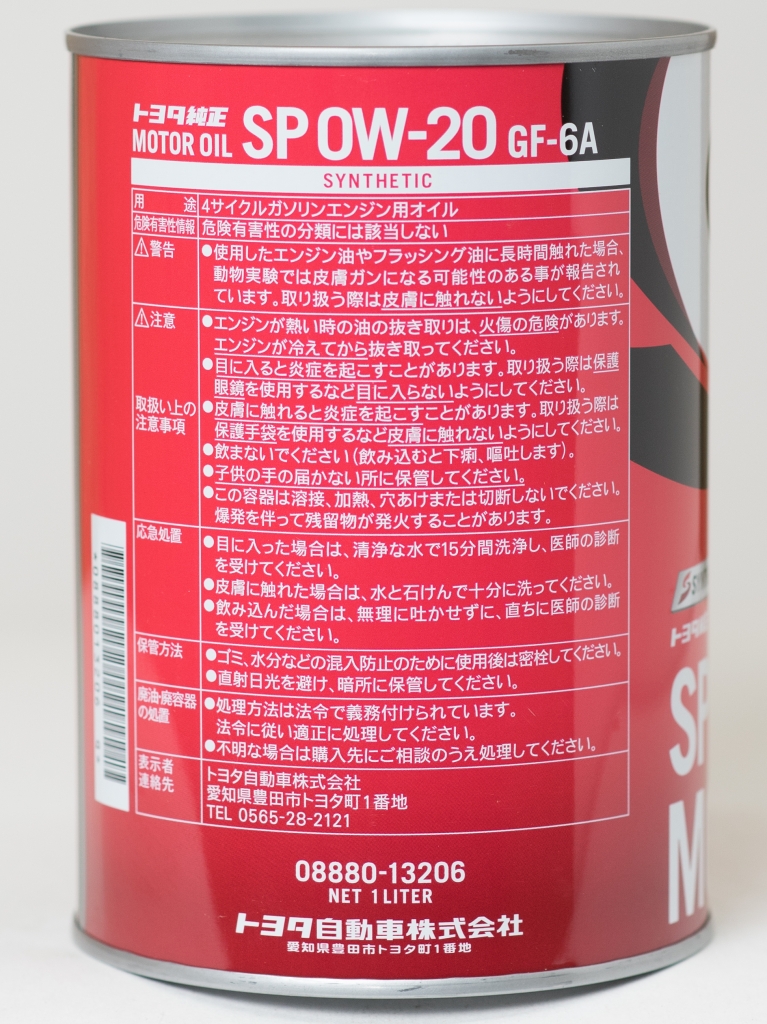 トヨタ純正
MOTOR OIL SP 0W-20 GF-6A
SYNTHETIC
用途 4サイクルガソリンエンジン用オイル
危険有害性情報 危険有害性の分類には該当しない
⚠警告 ●使用したエンジン油やフラッシング油に長時間触れた場合、
動物実験では皮膚ガンになる可能性のある事が報告され
ています。取り扱う際は皮膚に触れないようにしてください。
⚠注意 ●エンジンが熱い時の油の抜き取りは、火傷の危険があります。
エンジンが冷えてから抜き取ってください。
●目に入ると炎症を起こすことがあります。取り扱う際は保護
眼鏡を使用するなど目に入らないようにしてください。
取扱い上の
注意事項
●皮膚に触れると炎症を起こすことがあります。取り扱う際は
保護手袋を使用するなど皮膚に触れないようにしてください。
●飲まないでください(飲み込むと下痢、嘔吐します)。
●子供の手の届かない所に保管してください。
●この容器は溶接、加熱、穴あけまたは切断しないでください。
爆発を伴って残留物が発火することがあります。
応急処置 ●目に入った場合は、清浄な水で15分間洗浄し、医師の診断
を受けてください。
●皮膚に触れた場合は、水と石けんで十分に洗ってください。
●飲み込んだ場合は、無理に吐かせずに、直ちに医師の診断
を受けてください。
保管方法 ●ゴミ、水分などの混入防止のために使用後は密栓してください。
●直射日光を避け、暗所に保管してください。
廃油・廃容器
の処置
●処理方法は法令で義務付けられています。
法令に従い適正に処理してください。
●不明な場合は購入先にご相談のうえ処理してください。
表示者
連絡先
トヨタ自動車株式会社
愛知県豊田市トヨタ町1番地
TEL 0565-28-2121
08880-13206
NET 1 LITER
トヨタ自動車株式会社
愛知県豊田市トヨタ町1番地
トヨタ
SP
M